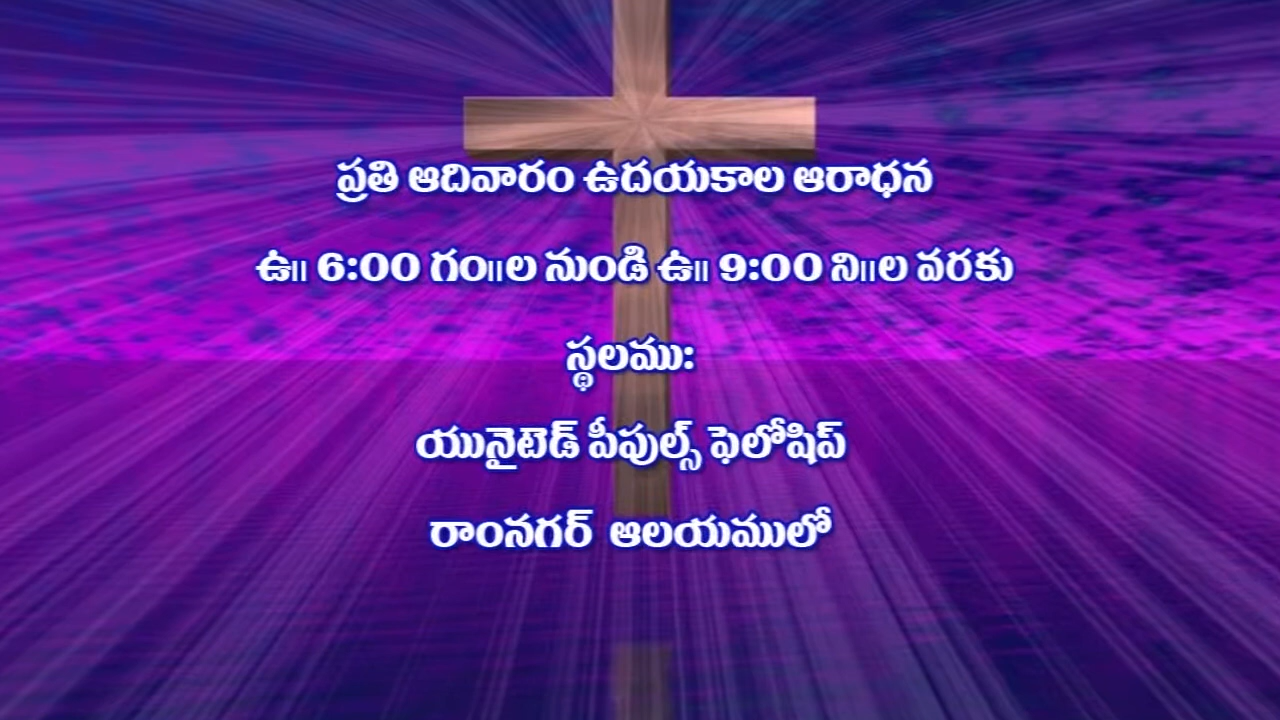 ప్రతి ఆదివారం ఉదయకాల ఆరాధన
ఉ॥ 6:00 గం॥ల నుండి ఉ॥ 9:00 ని॥ల వరకు
స్థలము:
యునైటెడ్ పీపుల్స్ ఫెలోషిప్
రాంనగర్ ఆలయములో